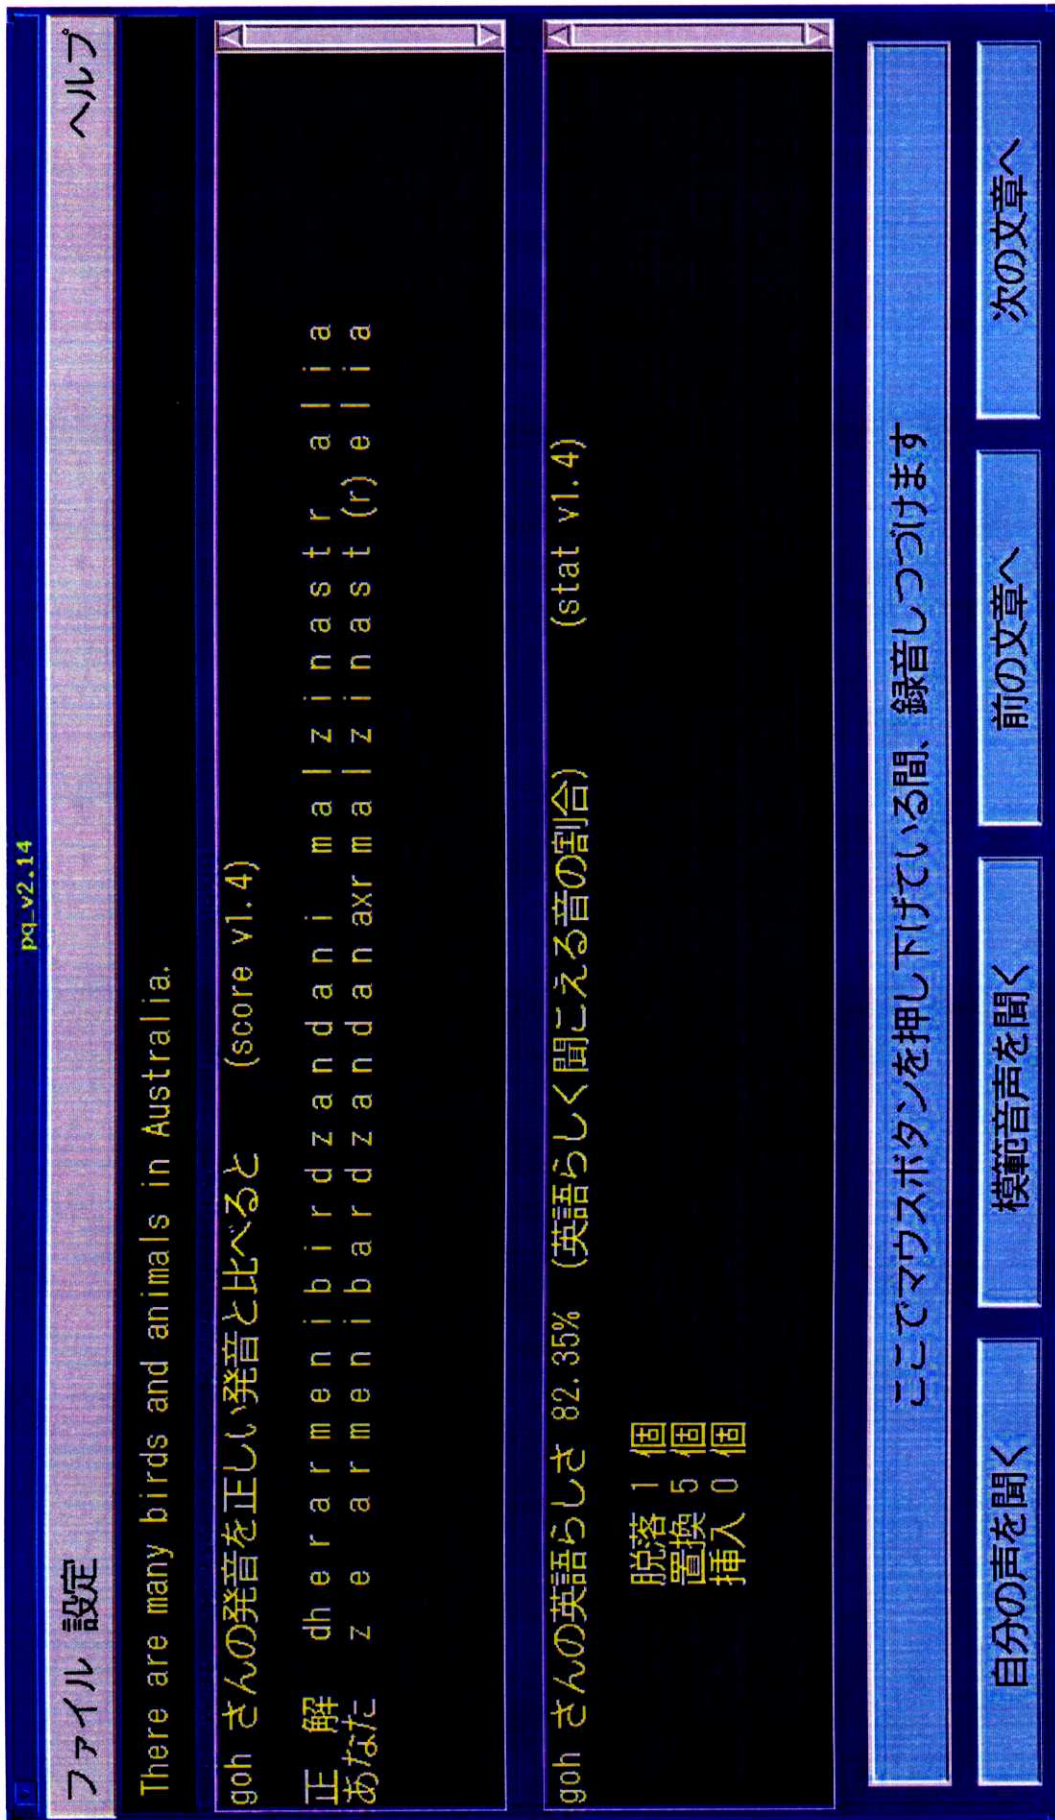 pq_v2.14
ファイル 設定 ヘルプ
There are many birds and animals in Australia.
goh さんの発音を正しい発音と比べると (score v1.4)
正 解 dh e r a r m e n i b i r d z a n d a n i m a l z i n a s t r a l i a
あなた z e a r m e n i b a r d z a n d a n axr m a l z i n a s t (r) e l i a
goh さんの英語らしさ 82.35% (英語らしく聞こえる音の割合) (stat v1.4)
脱落 1 個
置換 5 個
挿入 0 個
ここでマウスボタンを押し下げている間、録音しつづけます
自分の声を聞く 模範音声を聞く 前の文章へ 次の文章へ